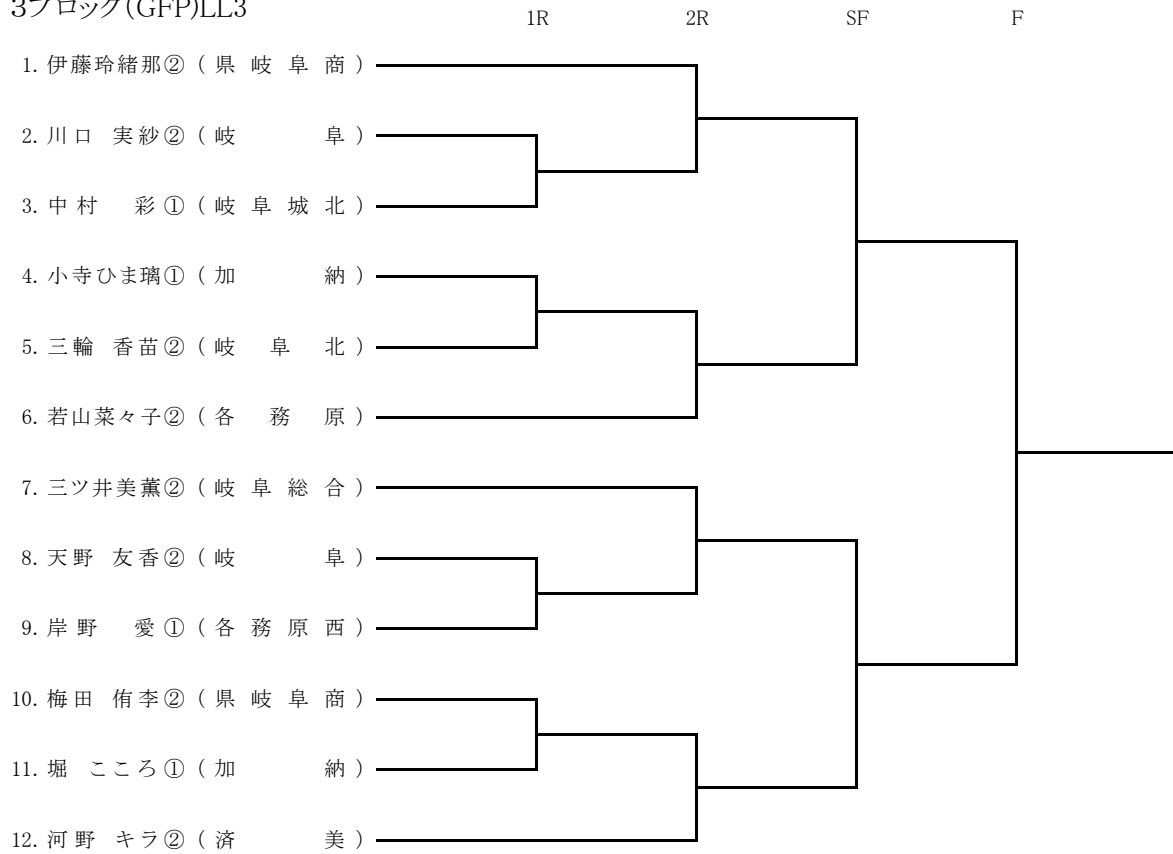 3ブロック(GFP)LL3
1R 2R SF F
1. 伊藤玲緒那② ( 県 岐 阜 商 )
2. 川口 実紗② ( 岐 阜 )
3. 中村 彩① ( 岐 阜 城 北 )
4. 小寺ひま璃① ( 加 納 )
5. 三輪 香苗② ( 岐 阜 北 )
6. 若山菜々子② ( 各 務 原 )
7. 三ツ井美薫② ( 岐 阜 総 合 )
8. 天野 友香② ( 岐 阜 )
9. 岸野 愛① ( 各 務 原 西 )
10. 梅田 侑李② ( 県 岐 阜 商 )
11. 堀 こころ① ( 加 納 )
12. 河野 キラ② ( 済 美 )